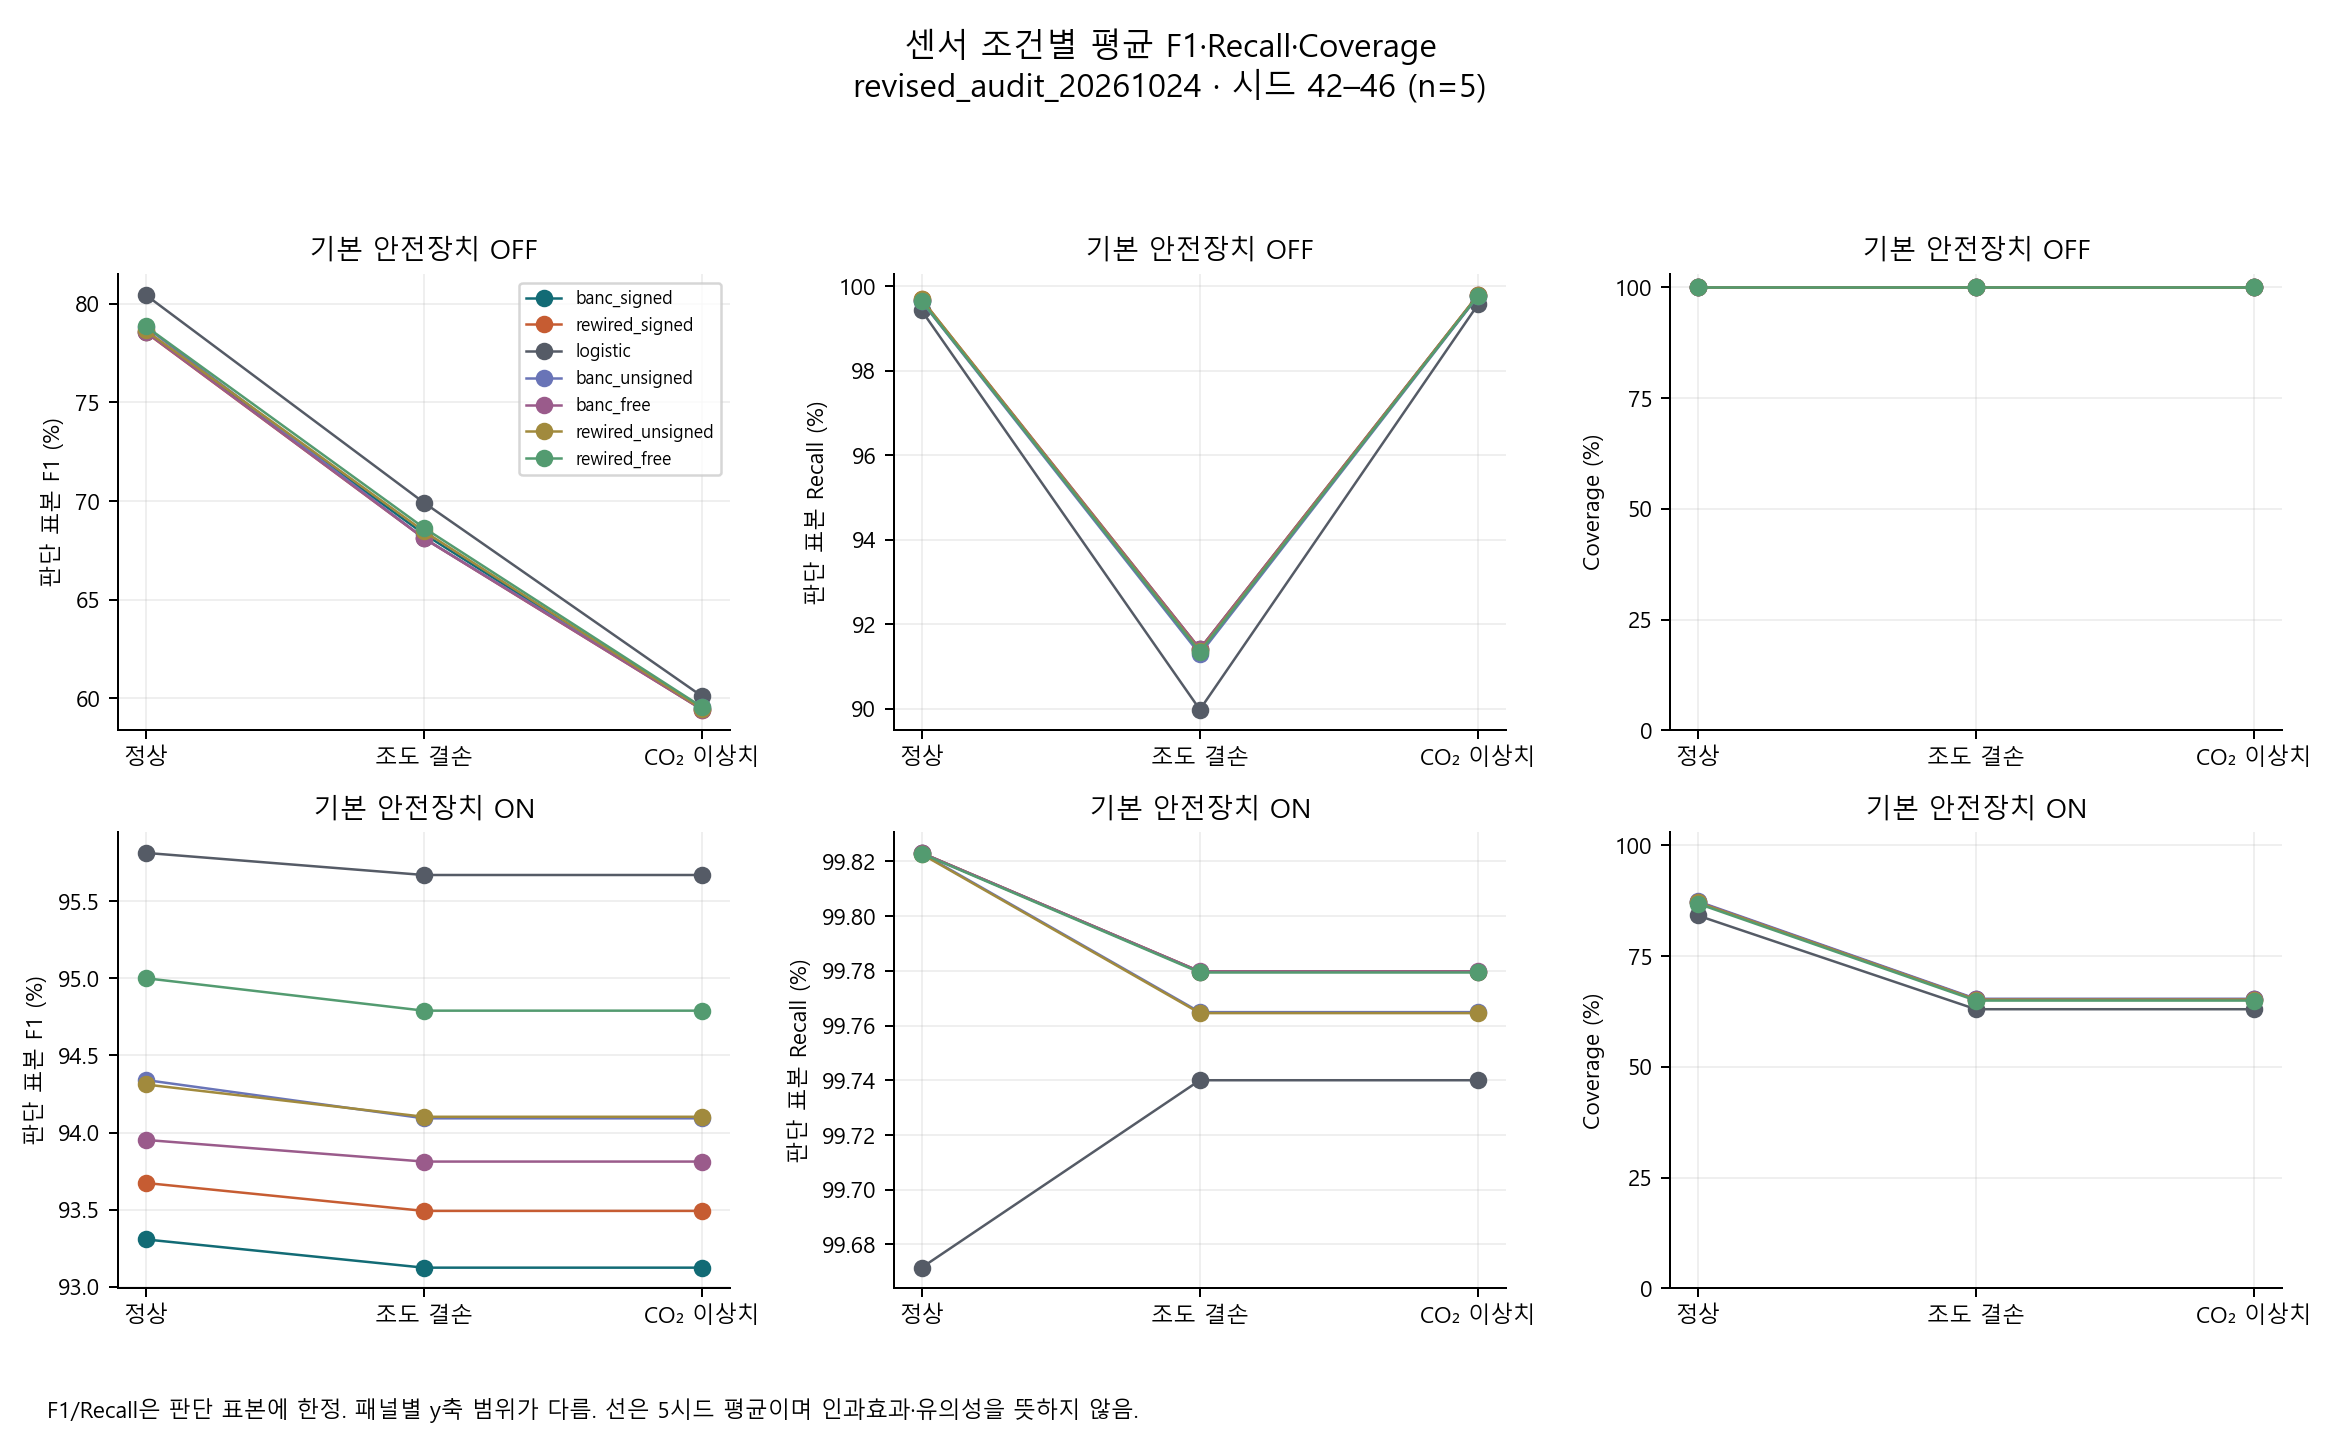 센서 조건별 평균 F1·Recall·Coverage
revised_audit_20261024 · 시드 42–46 (n=5)
기본 안전장치 OFF
판단 표본 F1 (%)
80
75
70
65
60
정상
조도 결손
CO₂ 이상치
banc_signed
rewired_signed
logistic
banc_unsigned
banc_free
rewired_unsigned
rewired_free
기본 안전장치 OFF
판단 표본 Recall (%)
100
98
96
94
92
90
정상
조도 결손
CO₂ 이상치
기본 안전장치 OFF
Coverage (%)
100
75
50
25
0
정상
조도 결손
CO₂ 이상치
기본 안전장치 ON
판단 표본 F1 (%)
95.5
95.0
94.5
94.0
93.5
93.0
정상
조도 결손
CO₂ 이상치
기본 안전장치 ON
판단 표본 Recall (%)
99.82
99.80
99.78
99.76
99.74
99.72
99.70
99.68
정상
조도 결손
CO₂ 이상치
기본 안전장치 ON
Coverage (%)
100
75
50
25
0
정상
조도 결손
CO₂ 이상치
F1/Recall은 판단 표본에 한정. 패널별 y축 범위가 다름. 선은 5시드 평균이며 인과효과·유의성을 뜻하지 않음.